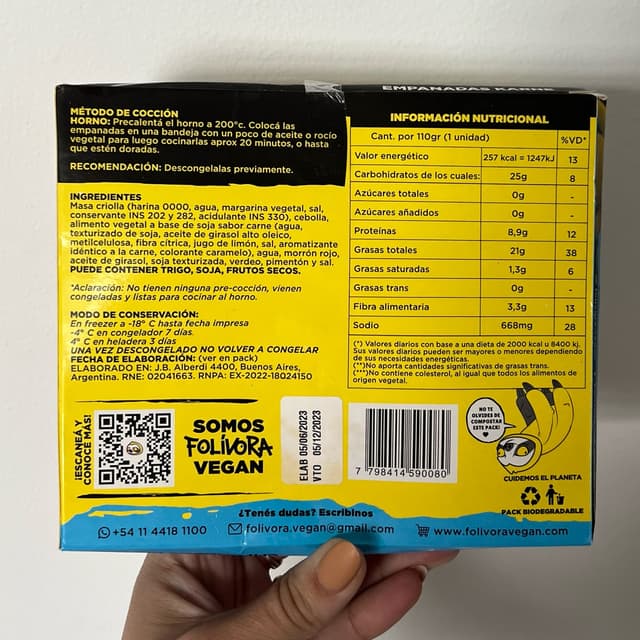 EMPANADAS KARNE
MÉTODO DE COCCIÓN
HORNO: Precalentá el horno a 200°c. Colocá las
empanadas en una bandeja con un poco de aceite o rocío
vegetal para luego cocinarlas aprox 20 minutos, o hasta
que estén doradas.
RECOMENDACIÓN: Descongelalas previamente.
INGREDIENTES
Masa criolla (harina 0000, agua, margarina vegetal, sal,
conservante INS 202 y 282, acidulante INS 330), cebolla,
alimento vegetal a base de soja sabor carne (agua,
texturizado de soja, aceite de girasol alto oleico,
metilcelulosa, fibra cítrica, jugo de limón, sal, aromatizante
idéntico a la carne, colorante caramelo), agua, morrón rojo,
aceite de girasol, soja texturizada, verdeo, pimentón y sal.
PUEDE CONTENER TRIGO, SOJA, FRUTOS SECOS.
*Aclaración: No tienen ninguna pre-cocción, vienen
congeladas y listas para cocinar al horno.
MODO DE CONSERVACIÓN:
En freezer a -18° C hasta fecha impresa
-4° C en congelador 7 días
4° C en heladera 3 días
UNA VEZ DESCONGELADO NO VOLVER A CONGELAR
FECHA DE ELABORACIÓN: (ver en pack)
ELABORADO EN: J.B. Alberdi 4400, Buenos Aires,
Argentina. RNE: 02041663. RNPA: EX-2022-18024150
INFORMACIÓN NUTRICIONAL
Cant. por 110gr (1 unidad) %VD*
Valor energético 257 kcal = 1247kJ 13
Carbohidratos de los cuales: 25g 8
Azúcares totales 0g -
Azúcares añadidos 0g -
Proteínas 8,9g 12
Grasas totales 21g 38
Grasas saturadas 1,3g 6
Grasas trans 0g -
Fibra alimentaria 3,3g 13
Sodio 668mg 28
(*) Valores diarios con base a una dieta de 2000 kcal u 8400 kj.
Sus valores diarios pueden ser mayores o menores dependiendo
de sus necesidades energéticas.
(**)No aporta cantidades significativas de grasas trans.
(***)No contiene colesterol, al igual que todos los alimentos de
origen vegetal.
¡ESCANEÁ Y
CONOCÉ MÁS!
SOMOS
FOLÍVORA
VEGAN
ELAB 05/06/2023
VTO 05/12/2023
7 798414 590080
NO TE
OLVIDES DE
COMPOSTAR
ESTE PACK!
CUIDEMOS EL PLANETA
PACK BIODEGRADABLE
¿Tenés dudas? Escribinos
+54 11 4418 1100 folivora.vegan@gmail.com www.folivoravegan.com